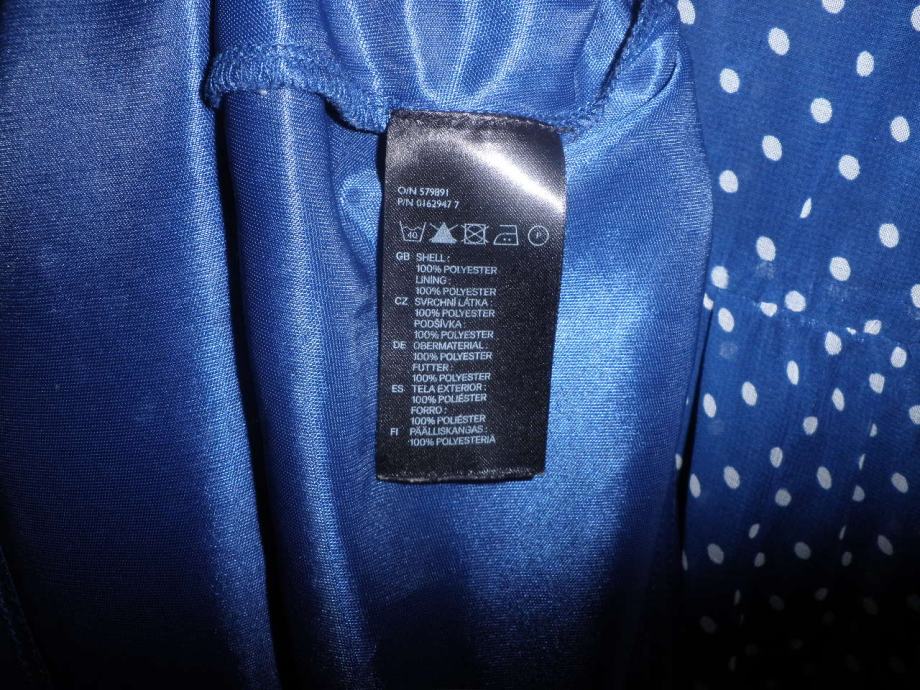 O/N 579891
P/N 0162947 7
40 P
GB SHELL :
100% POLYESTER
LINING :
100% POLYESTER
CZ SVRCHNÍ LÁTKA :
100% POLYESTER
PODŠÍVKA :
100% POLYESTER
DE OBERMATERIAL :
100% POLYESTER
FUTTER :
100% POLYESTER
ES TELA EXTERIOR :
100% POLIÉSTER
FORRO :
100% POLIÉSTER
FI PÄÄLLISKANGAS :
100% POLYESTERIÄ